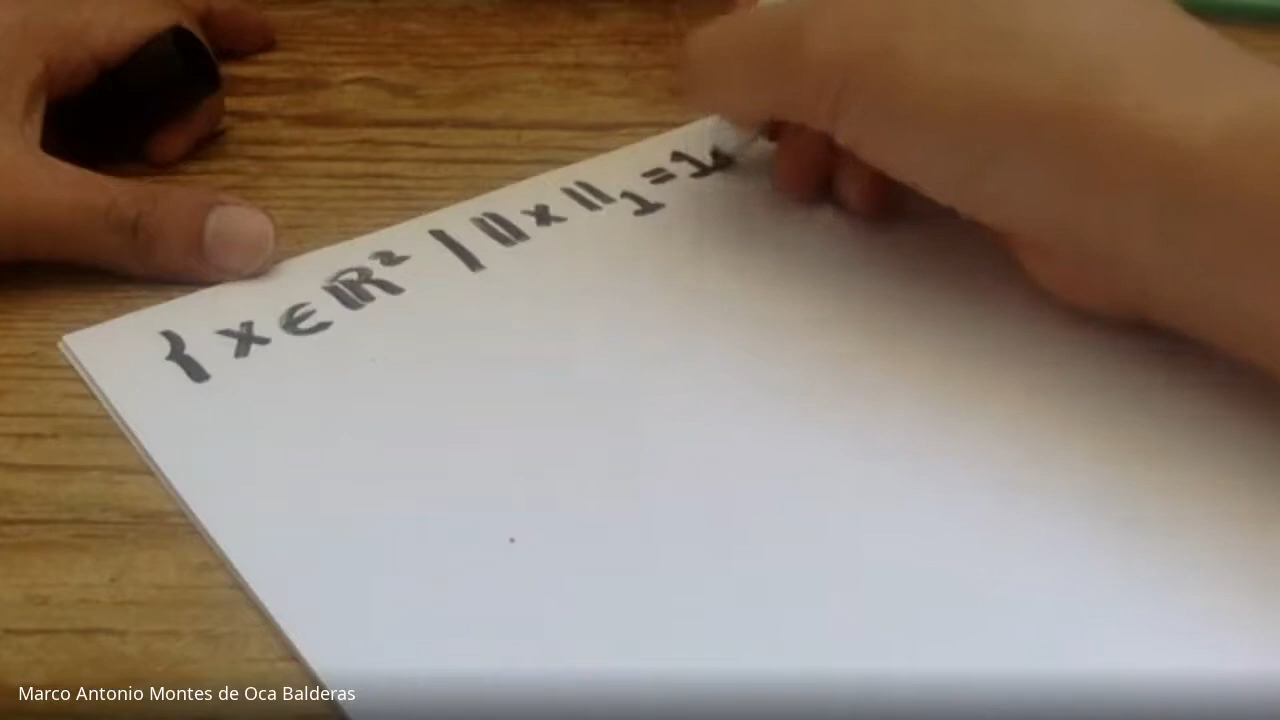 { x ∈ ℝ² | ||x||₁ = 1
Marco Antonio Montes de Oca Balderas